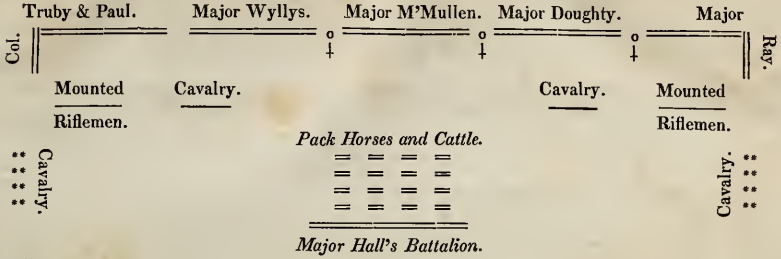 Col. Truby & Paul. Major Wyllys. Major M'Mullen. Major Doughty. Major Ray.
Mounted Cavalry. Cavalry. Mounted
Riflemen. Riflemen.
Pack Horses and Cattle.
Cavalry. Cavalry.
Major Hall's Battalion.